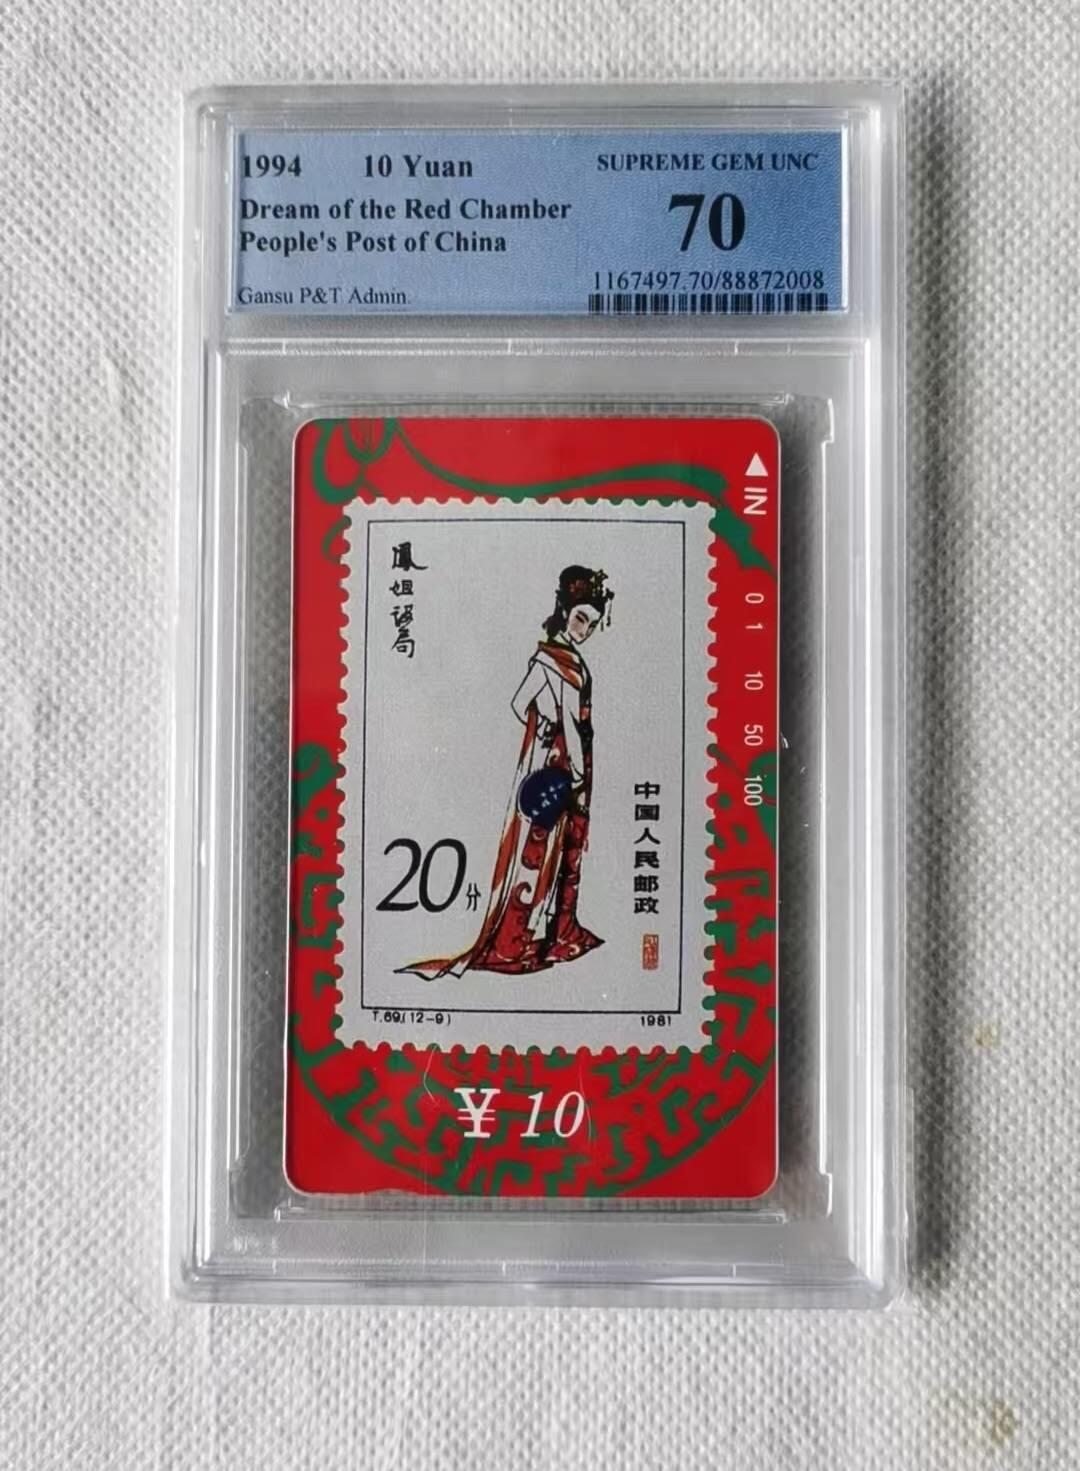 1994 10 Yuan
SUPREME GEM UNC
Dream of the Red Chamber
70
People's Post of China
1167497.70/88872008
Gansu P&T Admin.
IN
0 1 10 50 100
鳳姐設局
中国人民邮政
20分
T.69.(12-9)
1981
¥10